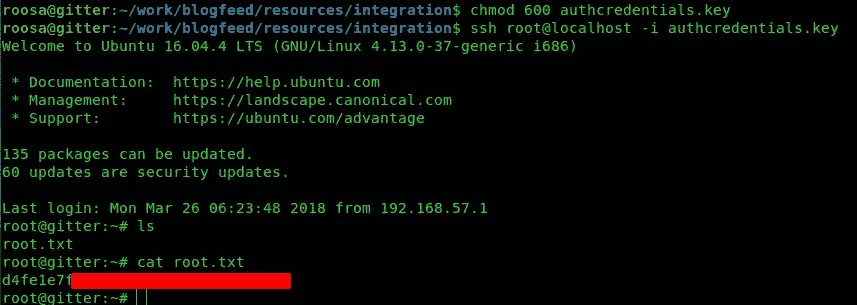 roosa@gitter:~/work/blogfeed/resources/integration$ chmod 600 authcredentials.key
roosa@gitter:~/work/blogfeed/resources/integration$ ssh root@localhost -i authcredentials.key
Welcome to Ubuntu 16.04.4 LTS (GNU/Linux 4.13.0-37-generic i686)
* Documentation:  https://help.ubuntu.com
* Management:     https://landscape.canonical.com
* Support:        https://ubuntu.com/advantage
135 packages can be updated.
60 updates are security updates.
Last login: Mon Mar 26 06:23:48 2018 from 192.168.57.1
root@gitter:~# ls
root.txt
root@gitter:~# cat root.txt
d4fe1e7f
root@gitter:~#